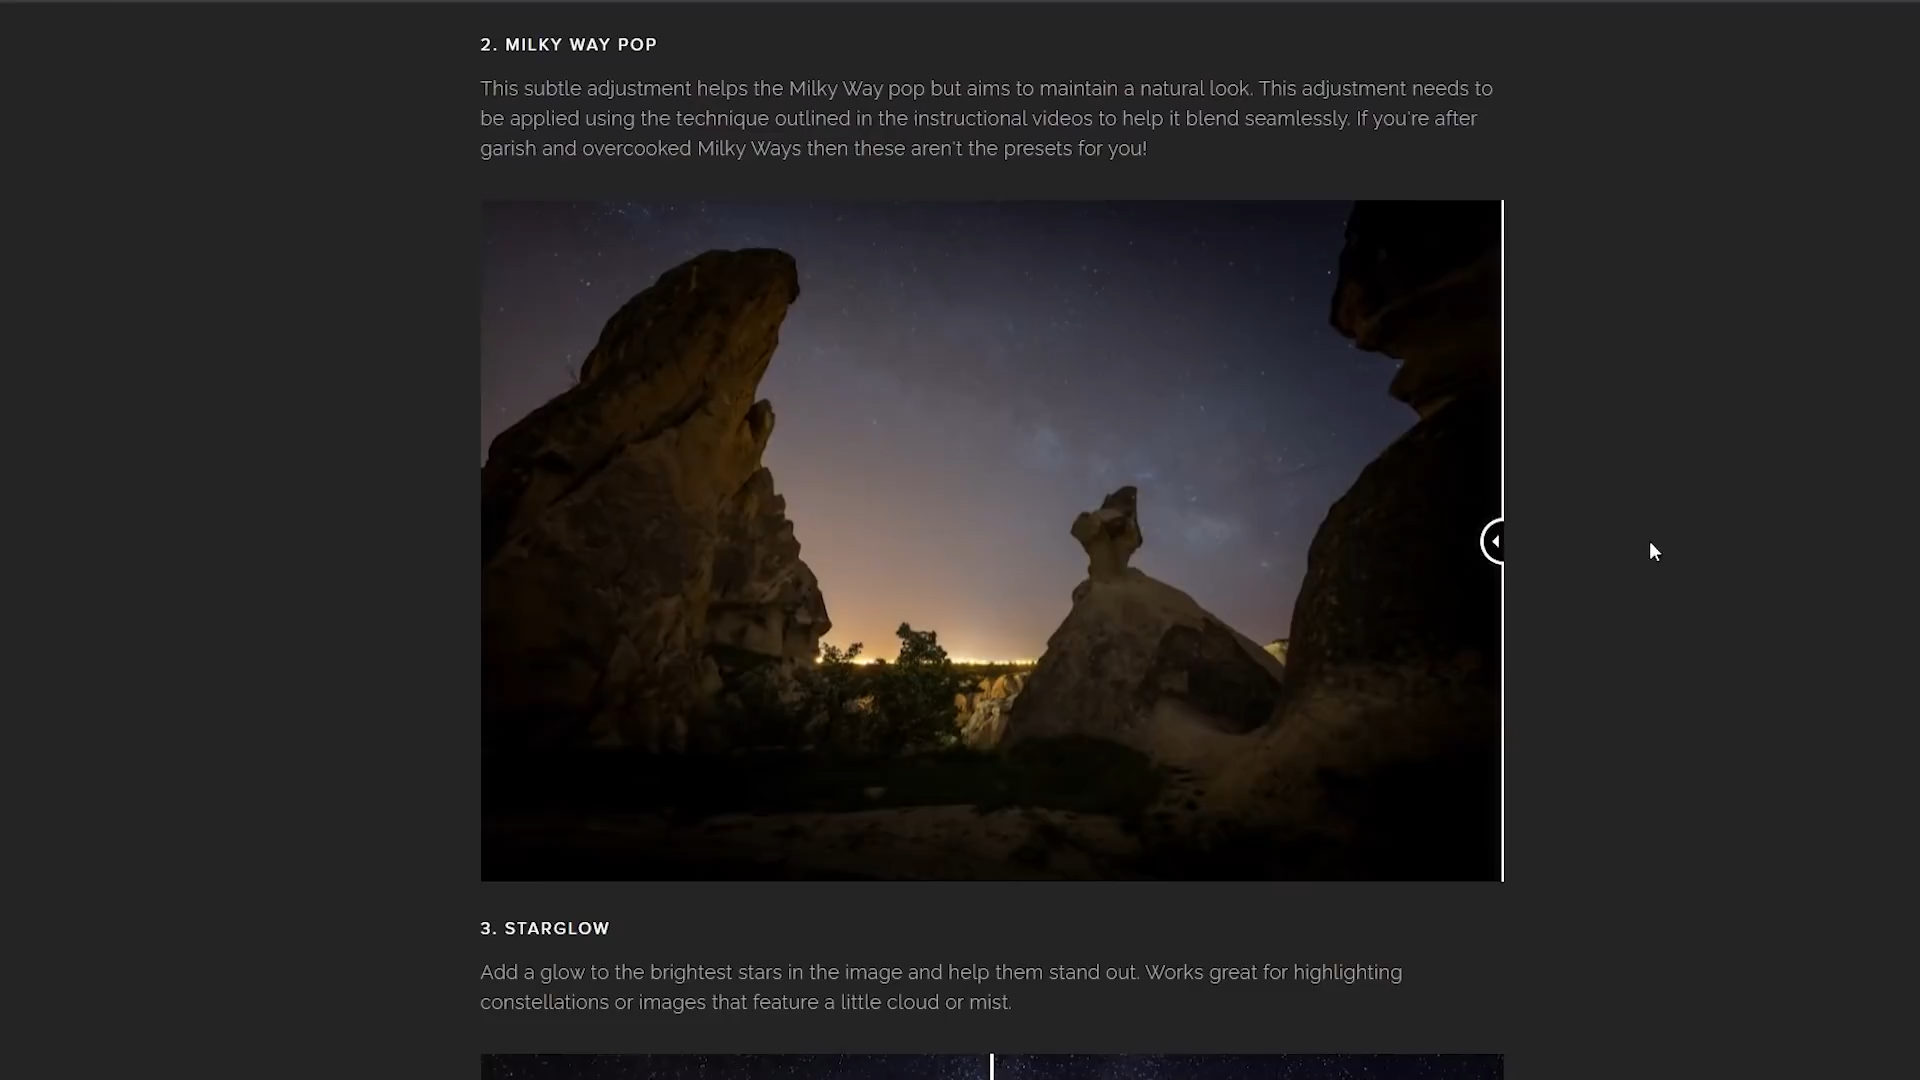 2. MILKY WAY POP
This subtle adjustment helps the Milky Way pop but aims to maintain a natural look. This adjustment needs to
be applied using the technique outlined in the instructional videos to help it blend seamlessly. If you're after
garish and overcooked Milky Ways then these aren't the presets for you!
3. STARGLOW
Add a glow to the brightest stars in the image and help them stand out. Works great for highlighting
constellations or images that feature a little cloud or mist.